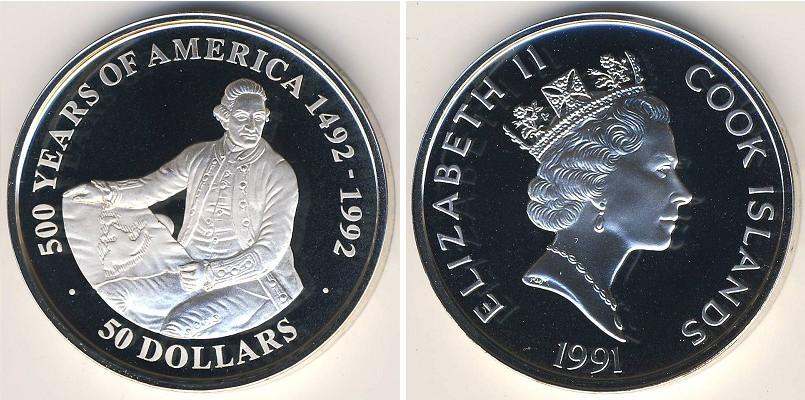 500 YEARS OF AMERICA 1492-1992
50 DOLLARS
ELIZABETH II
COOK ISLANDS
1991